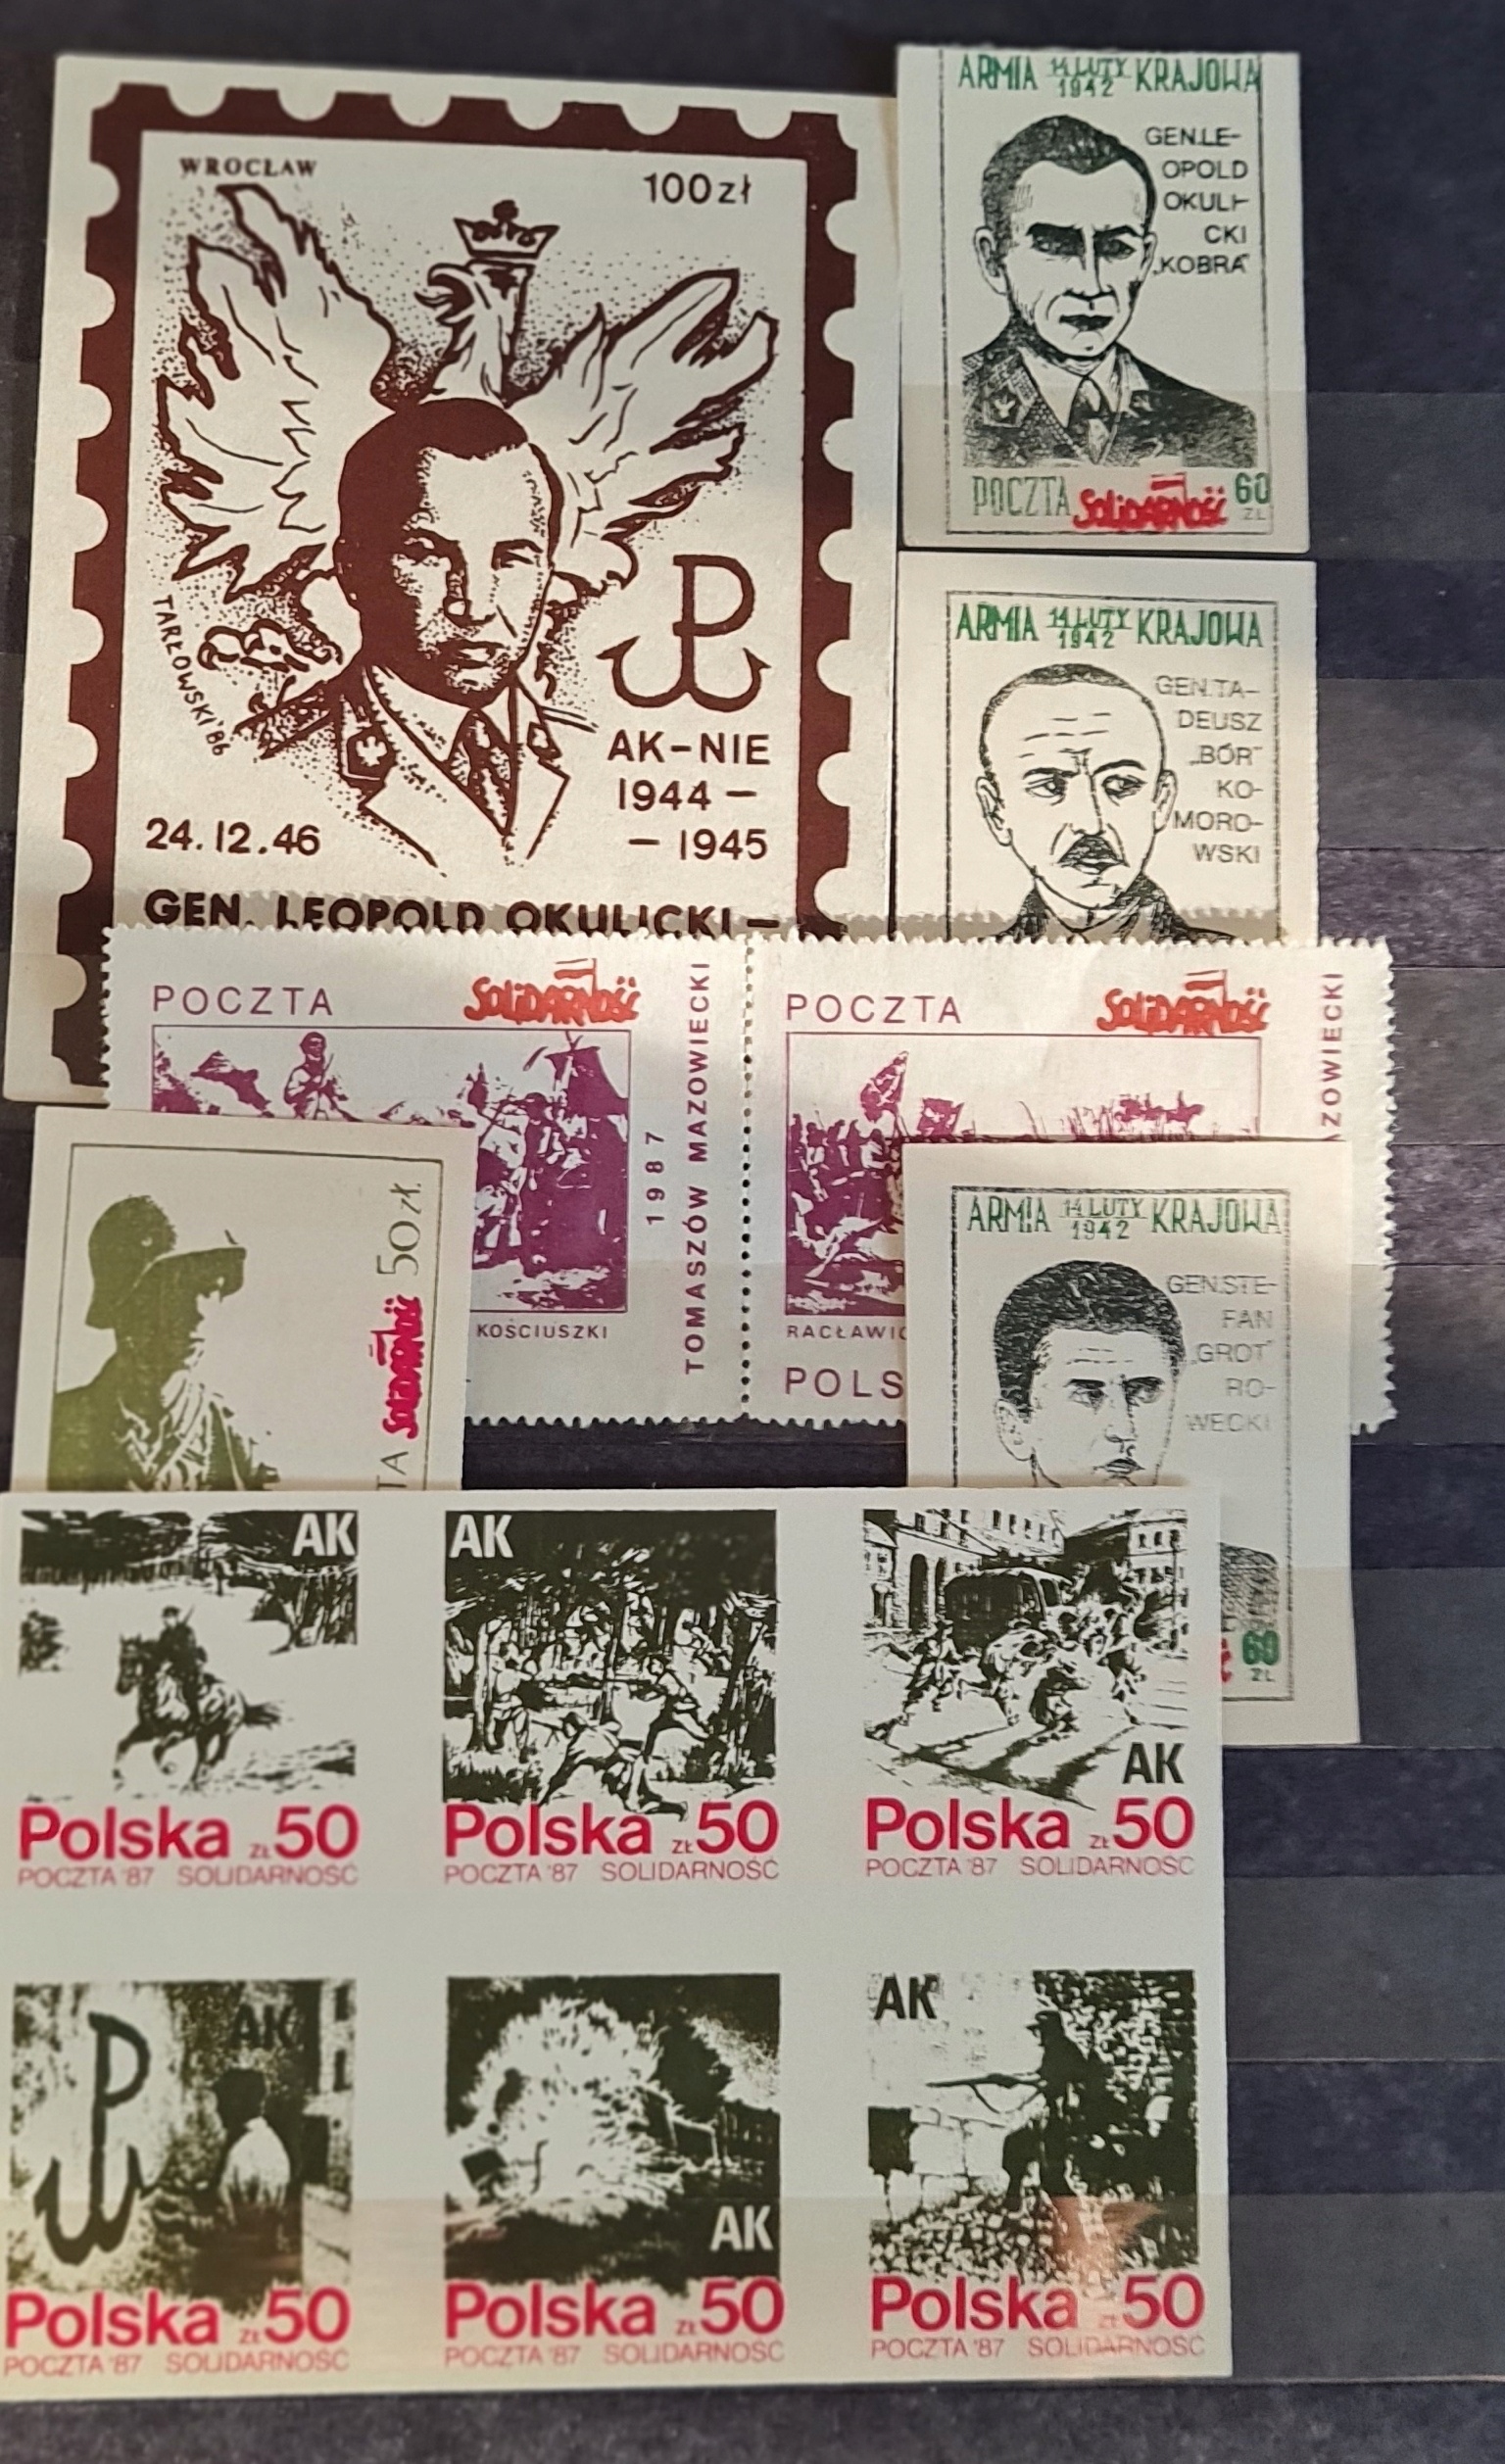 WROCŁAW
100zł
TARŁOWSKI'86
AK-NIE
1944-
-1945
24.12.46
GEN. LEOPOLD OKULICKI-
ARMIA 14 LUTY 1942 KRAJOWA
GEN.LE-
OPOLD
OKULI-
CKI
„KOBRA"
POCZTA SOLIDARNOŚĆ 60
ZŁ
ARMIA 14 LUTY 1942 KRAJOWA
GEN.TA-
DEUSZ
„BÓR"
KO-
MORO-
WSKI
POCZTA SOLIDARNOŚĆ
KOŚCIUSZKI
1987
TOMASZÓW MAZOWIECKI
POCZTA SOLIDARNOŚĆ
POLS
ZOWIECKI
TA SOLIDARNOŚĆ 50zł.
ARMIA 14 LUTY 1942 KRAJOWA
GEN.STE-
FAN
„GROT"
RO-
WECKI
60
ZŁ
AK
Polska ZŁ 50
POCZTA '87 SOLIDARNOŚĆ
AK
Polska ZŁ 50
POCZTA '87 SOLIDARNOŚĆ
AK
Polska ZŁ 50
POCZTA '87 SOLIDARNOŚĆ
AK
Polska ZŁ 50
POCZTA '87 SOLIDARNOŚĆ
AK
Polska ZŁ 50
POCZTA '87 SOLIDARNOŚĆ
AK
Polska ZŁ 50
POCZTA '87 SOLIDARNOŚĆ